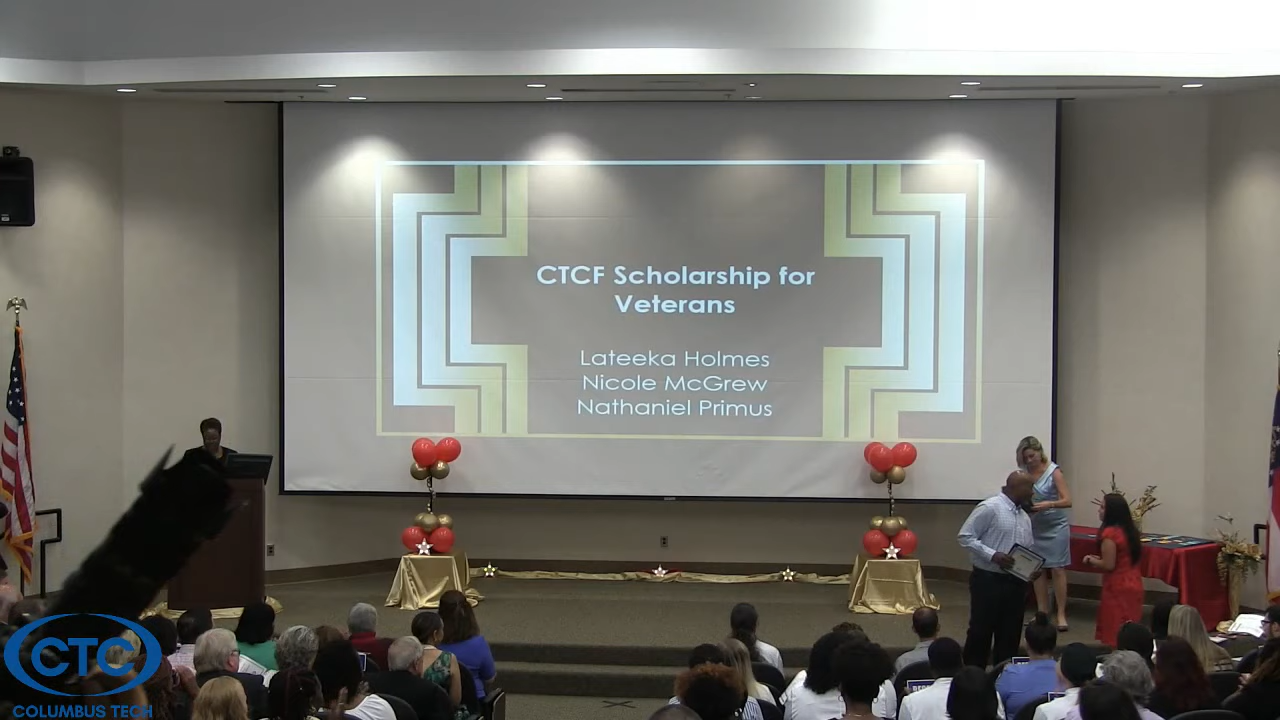 CTCF Scholarship for
Veterans
Lateeka Holmes
Nicole McGrew
Nathaniel Primus
CTC
COLUMBUS TECH